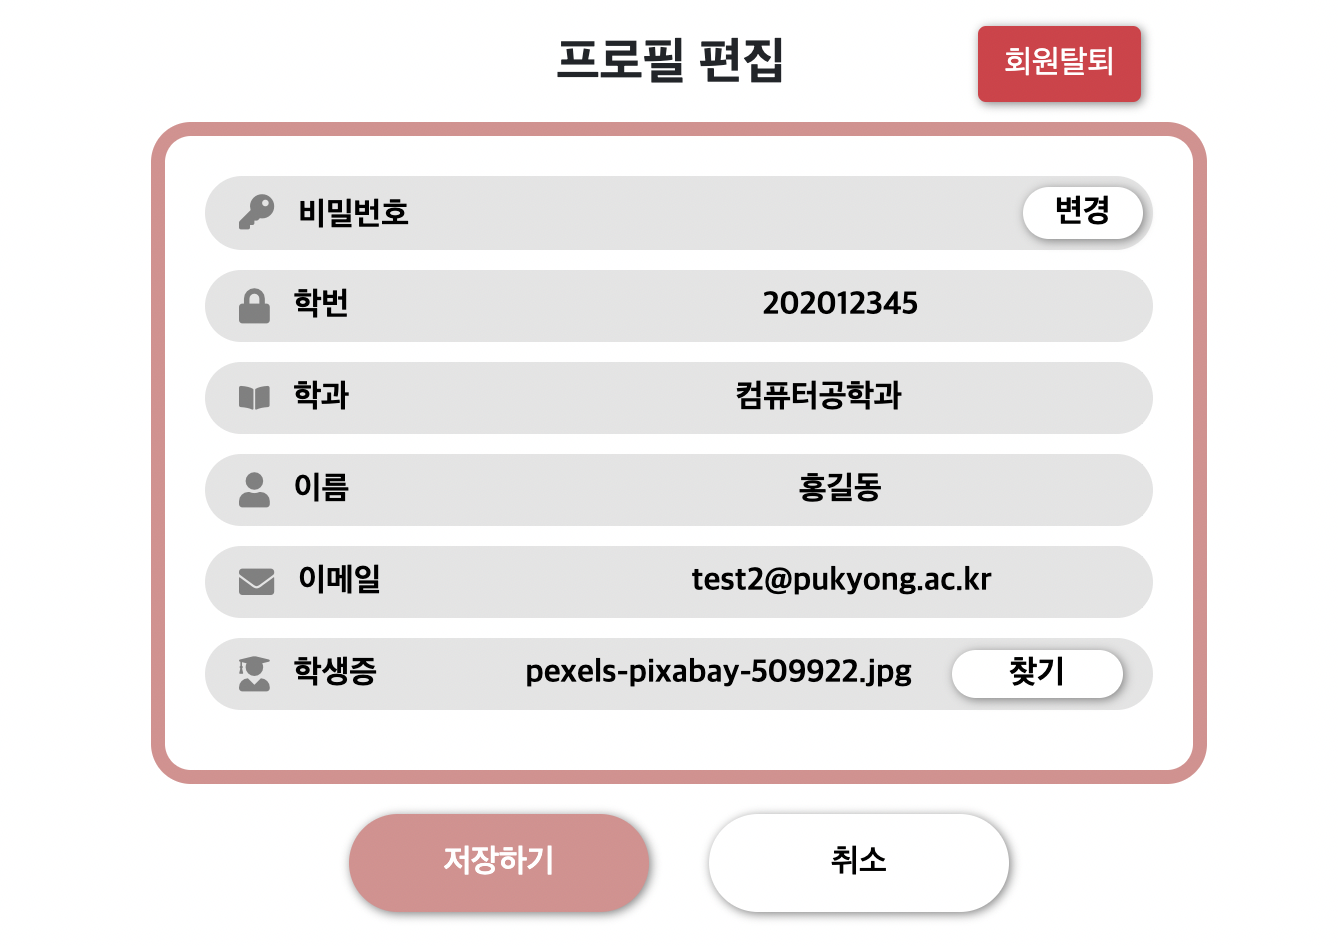 프로필 편집
회원탈퇴
비밀번호 변경
학번 202012345
학과 컴퓨터공학과
이름 홍길동
이메일 test2@pukyong.ac.kr
학생증 pexels-pixabay-509922.jpg 찾기
저장하기 취소